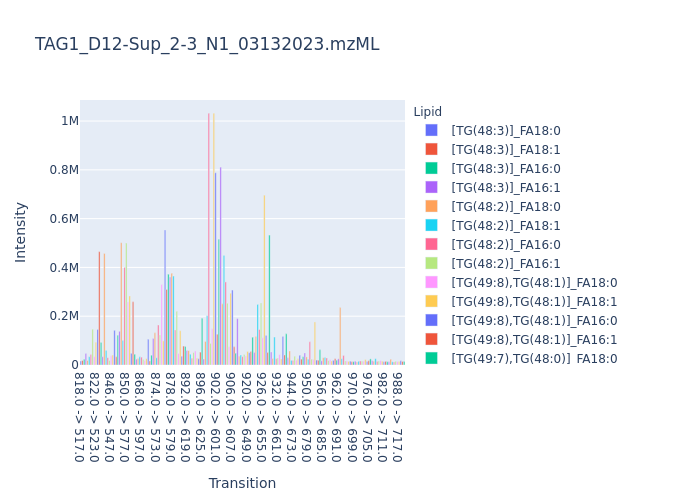 TAG1_D12-Sup_2-3_N1_03132023.mzML
Lipid
[TG(48:3)]_FA18:0
[TG(48:3)]_FA18:1
[TG(48:3)]_FA16:0
[TG(48:3)]_FA16:1
[TG(48:2)]_FA18:0
[TG(48:2)]_FA18:1
[TG(48:2)]_FA16:0
[TG(48:2)]_FA16:1
[TG(49:8),TG(48:1)]_FA18:0
[TG(49:8),TG(48:1)]_FA18:1
[TG(49:8),TG(48:1)]_FA16:0
[TG(49:8),TG(48:1)]_FA16:1
[TG(49:7),TG(48:0)]_FA18:0
1M
0.8M
0.6M
0.4M
0.2M
0
Intensity
818.0 -> 517.0
822.0 -> 523.0
846.0 -> 547.0
850.0 -> 577.0
868.0 -> 597.0
874.0 -> 573.0
878.0 -> 579.0
892.0 -> 619.0
896.0 -> 625.0
902.0 -> 601.0
906.0 -> 607.0
920.0 -> 649.0
926.0 -> 655.0
932.0 -> 661.0
944.0 -> 673.0
950.0 -> 679.0
956.0 -> 685.0
962.0 -> 691.0
970.0 -> 699.0
976.0 -> 705.0
982.0 -> 711.0
988.0 -> 717.0
Transition